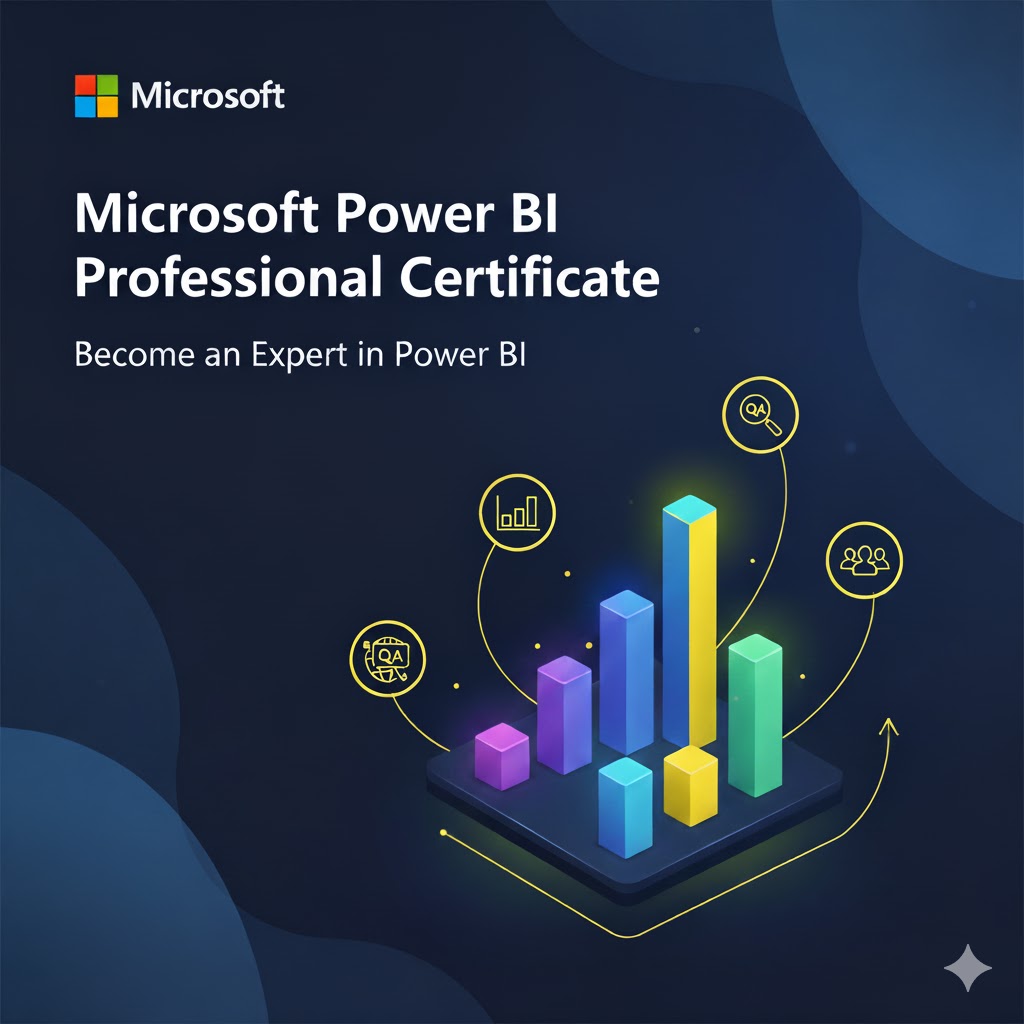 Microsoft
Microsoft Power BI
Professional Certificate
Become an Expert in Power BI
QA
QA